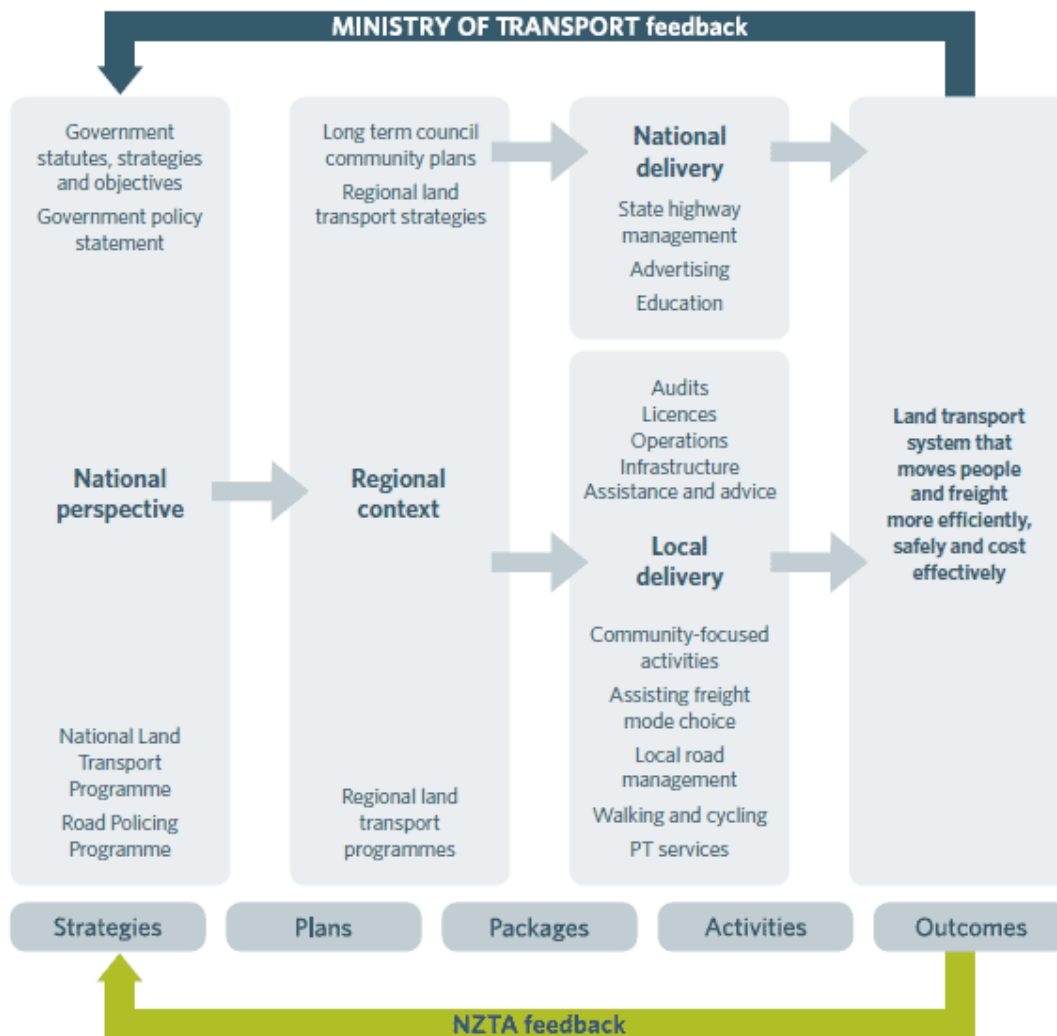 MINISTRY OF TRANSPORT feedback
Government
statutes, strategies
and objectives
Government policy
statement
National
perspective
National Land
Transport
Programme
Road Policing
Programme
Long term council
community plans
Regional land
transport strategies
Regional
context
Regional land
transport
programmes
National
delivery
State highway
management
Advertising
Education
Audits
Licences
Operations
Infrastructure
Assistance and advice
Local
delivery
Community-focused
activities
Assisting freight
mode choice
Local road
management
Walking and cycling
PT services
Land transport
system that
moves people
and freight
more efficiently,
safely and cost
effectively
Strategies
Plans
Packages
Activities
Outcomes
NZTA feedback